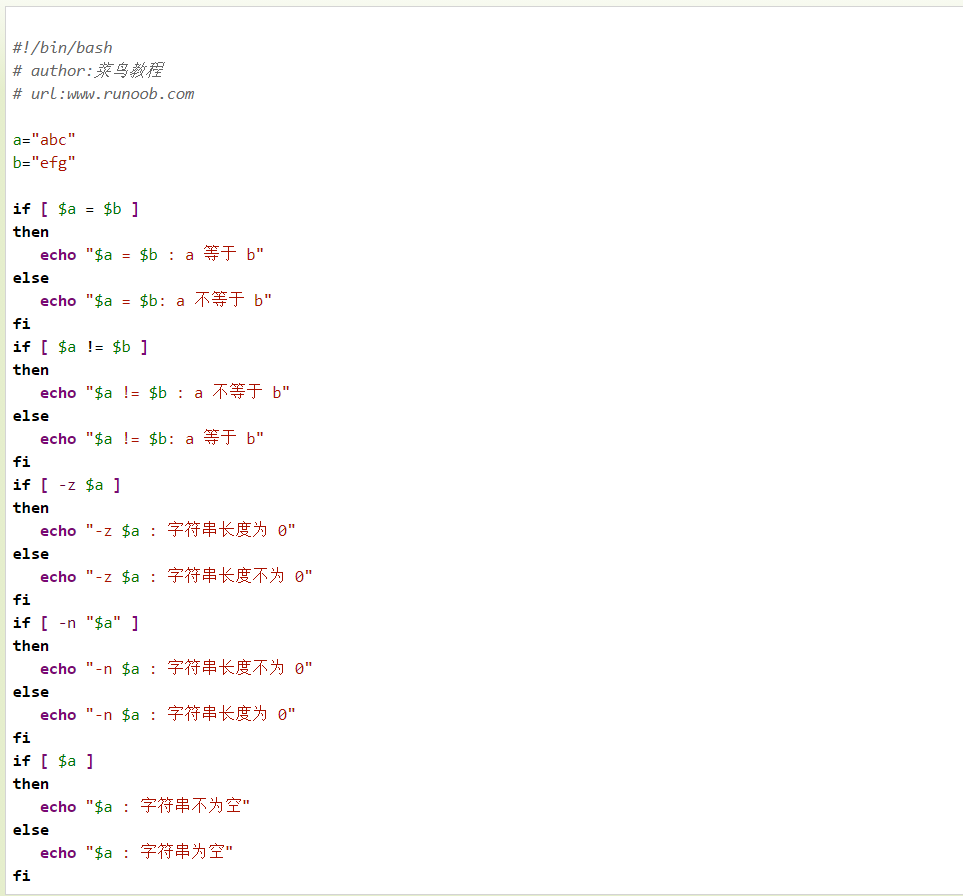 #!/bin/bash
# author:菜鸟教程
# url:www.runoob.com
a="abc"
b="efg"
if [ $a = $b ]
then
   echo "$a = $b : a 等于 b"
else
   echo "$a = $b: a 不等于 b"
fi
if [ $a != $b ]
then
   echo "$a != $b : a 不等于 b"
else
   echo "$a != $b: a 等于 b"
fi
if [ -z $a ]
then
   echo "-z $a : 字符串长度为 0"
else
   echo "-z $a : 字符串长度不为 0"
fi
if [ -n "$a" ]
then
   echo "-n $a : 字符串长度不为 0"
else
   echo "-n $a : 字符串长度为 0"
fi
if [ $a ]
then
   echo "$a : 字符串不为空"
else
   echo "$a : 字符串为空"
fi